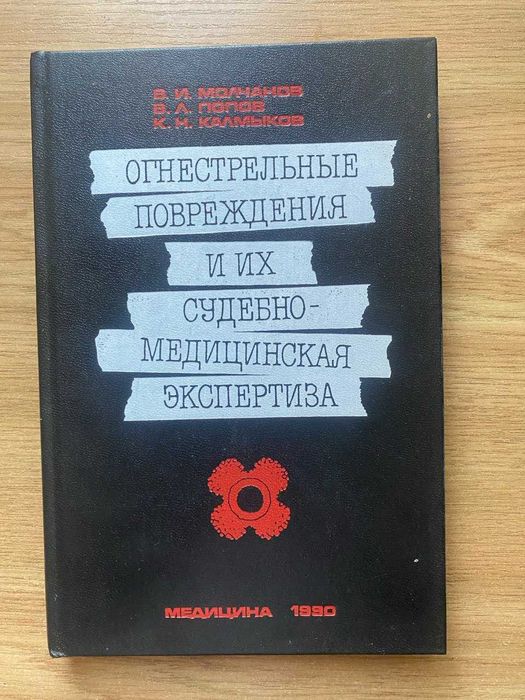 В. И. МОЛЧАНОВ
В. Л. ПОПОВ
К. Н. КАЛМЫКОВ
ОГНЕСТРЕЛЬНЫЕ
ПОВРЕЖДЕНИЯ
И ИХ
СУДЕБНО-
МЕДИЦИНСКАЯ
ЭКСПЕРТИЗА
МЕДИЦИНА 1990